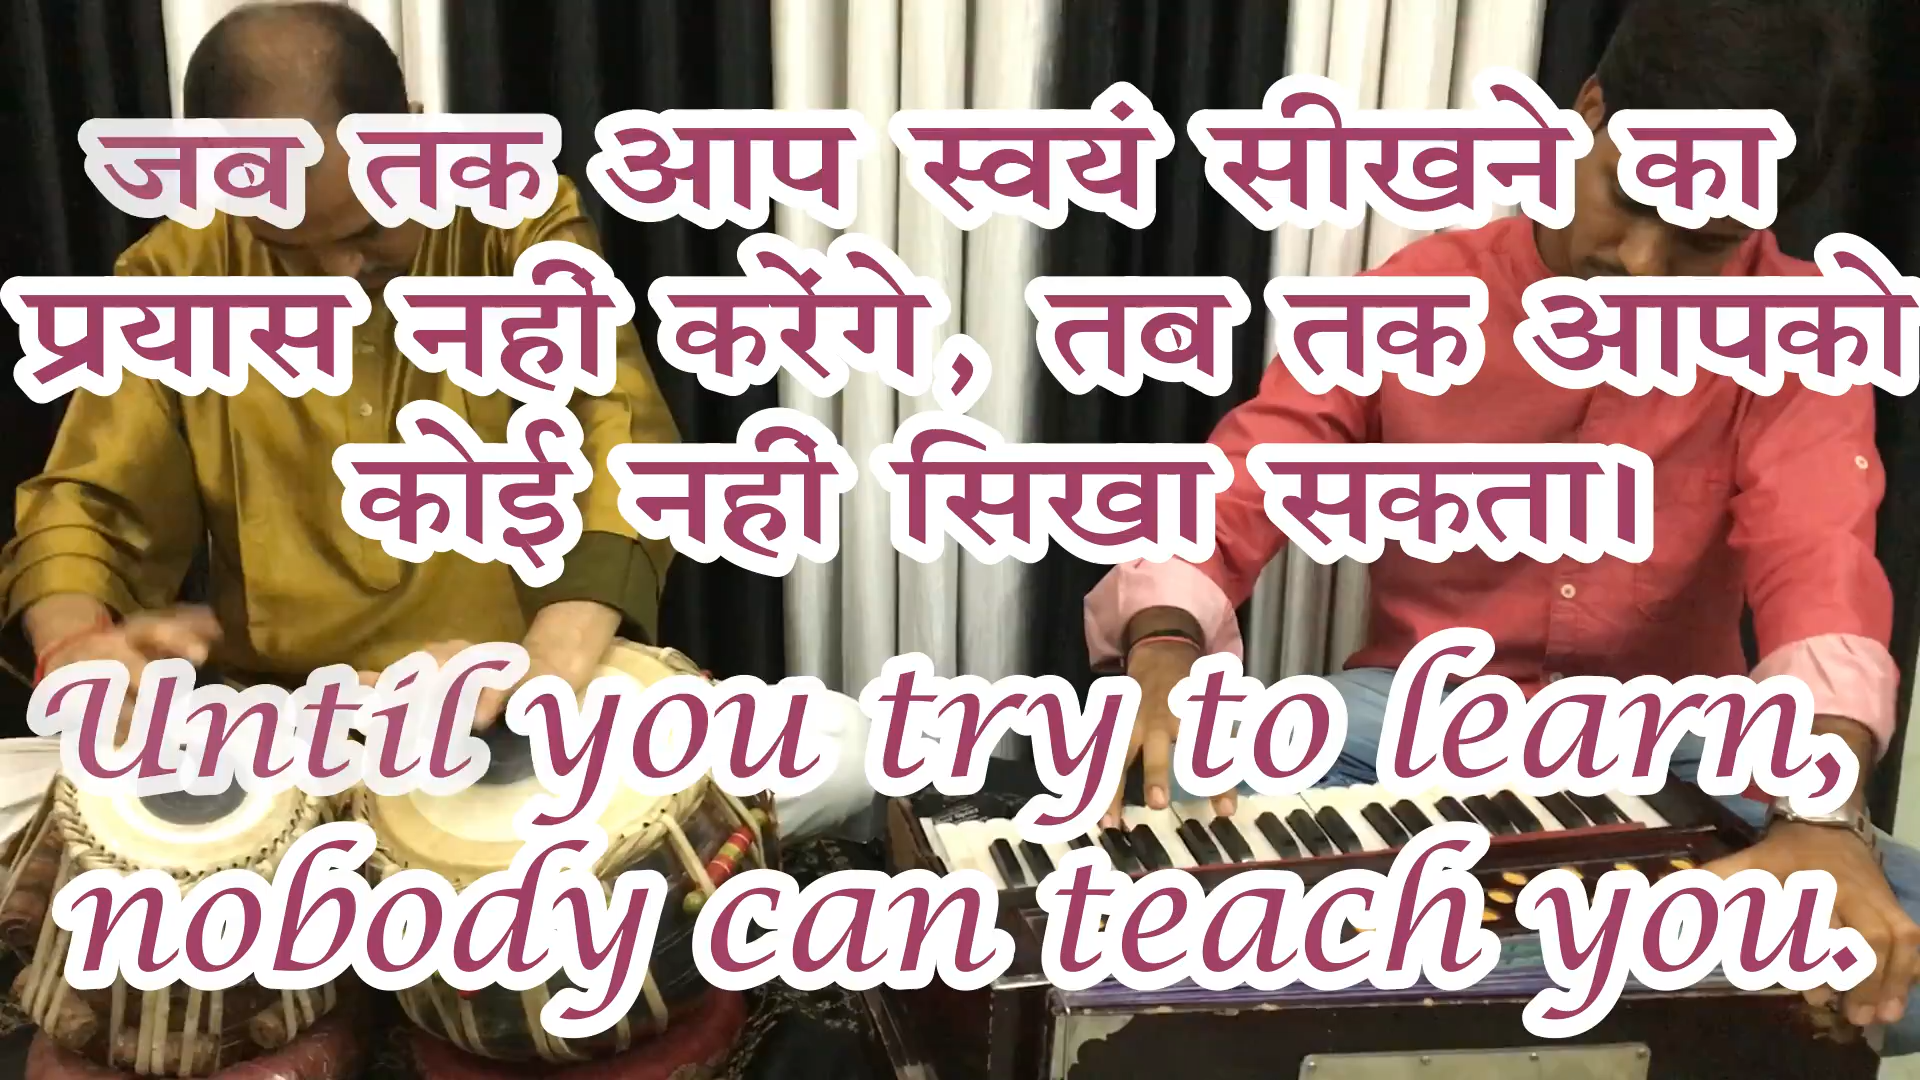 जब तक आप स्वयं सीखने का
प्रयास नहीं करेंगे, तब तक आपको
कोई नहीं सिखा सकता।
Until you try to learn,
nobody can teach you.